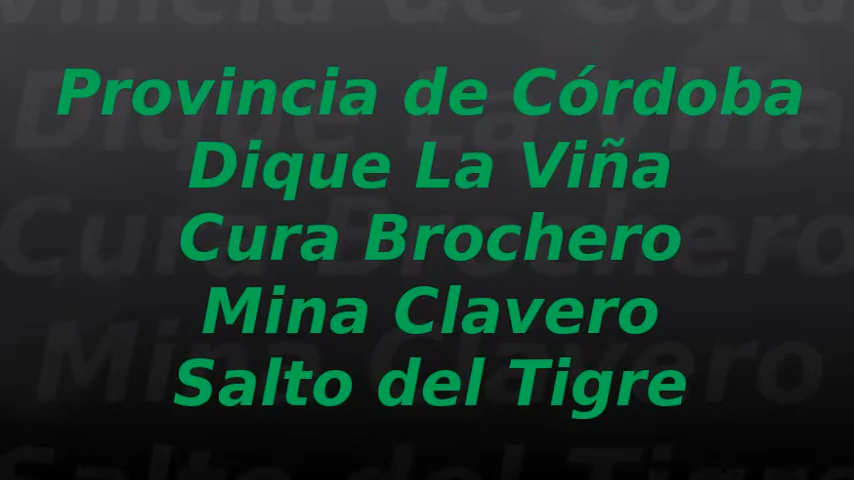 Provincia de Córdoba
Dique La Viña
Cura Brochero
Mina Clavero
Salto del Tigre